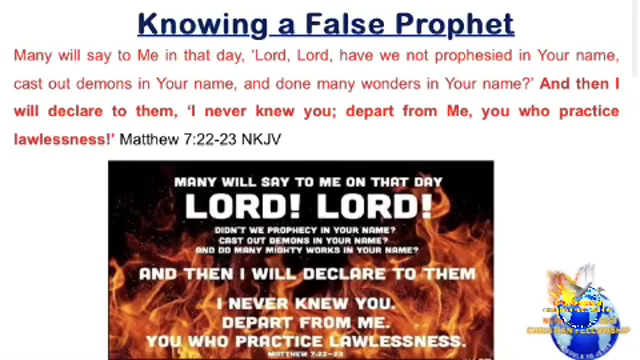 Knowing a False Prophet
Many will say to Me in that day, ‘Lord, Lord, have we not prophesied in Your name,
cast out demons in Your name, and done many wonders in Your name?’ And then I
will declare to them, ‘I never knew you; depart from Me, you who practice
lawlessness!’ Matthew 7:22-23 NKJV
MANY WILL SAY TO ME ON THAT DAY
LORD! LORD!
DIDN'T WE PROPHECY IN YOUR NAME?
CAST OUT DEMONS IN YOUR NAME?
AND DO MANY MIGHTY WORKS IN YOUR NAME?
AND THEN I WILL DECLARE TO THEM
I NEVER KNEW YOU.
DEPART FROM ME.
YOU WHO PRACTICE LAWLESSNESS.
MATTHEW 7:22-23
CHRISTIAN FELLOWSHIP